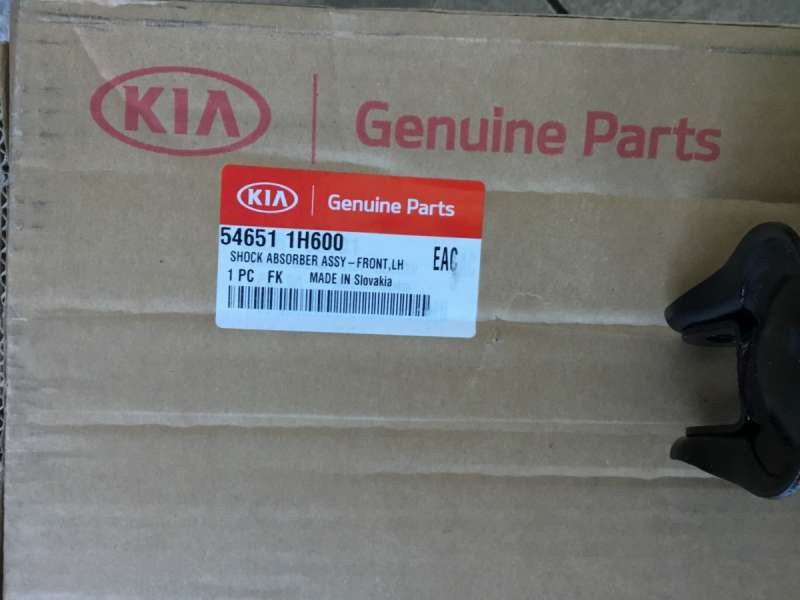 KIA Genuine Parts
KIA Genuine Parts
54651 1H600
SHOCK ABSORBER ASSY-FRONT,LH EAC
1 PC FK MADE IN Slovakia